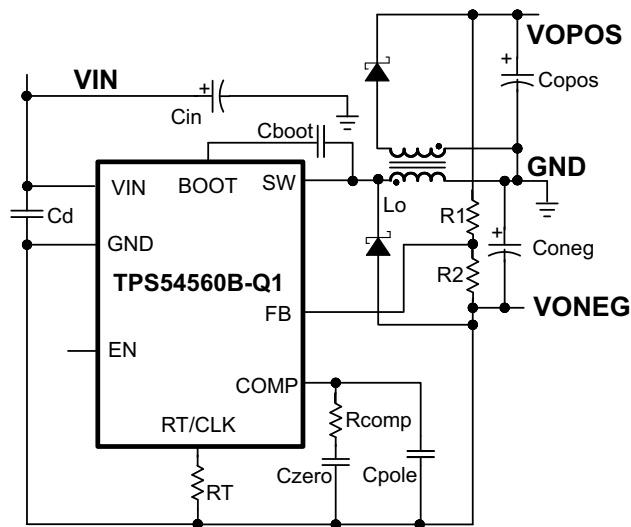 VOPOS
VIN
+
+
Copos
Cin
Cboot
GND
VIN
BOOT
SW
Cd
Lo
R1
+
GND
Coneg
TPS54560B-Q1
R2
FB
VONEG
EN
COMP
RT/CLK
Rcomp
Czero
Cpole
RT